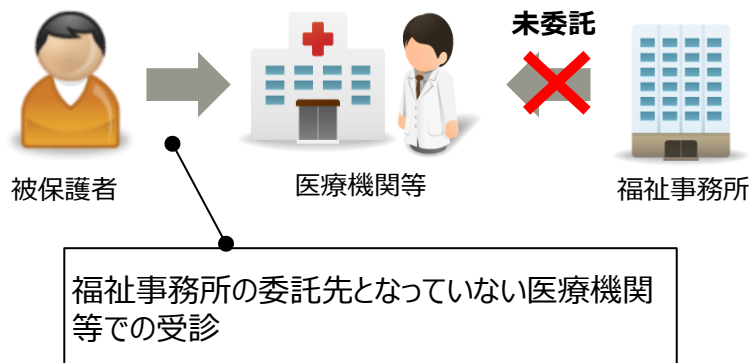 未委託
被保護者
医療機関等
福祉事務所
福祉事務所の委託先となっていない医療機関
等での受診